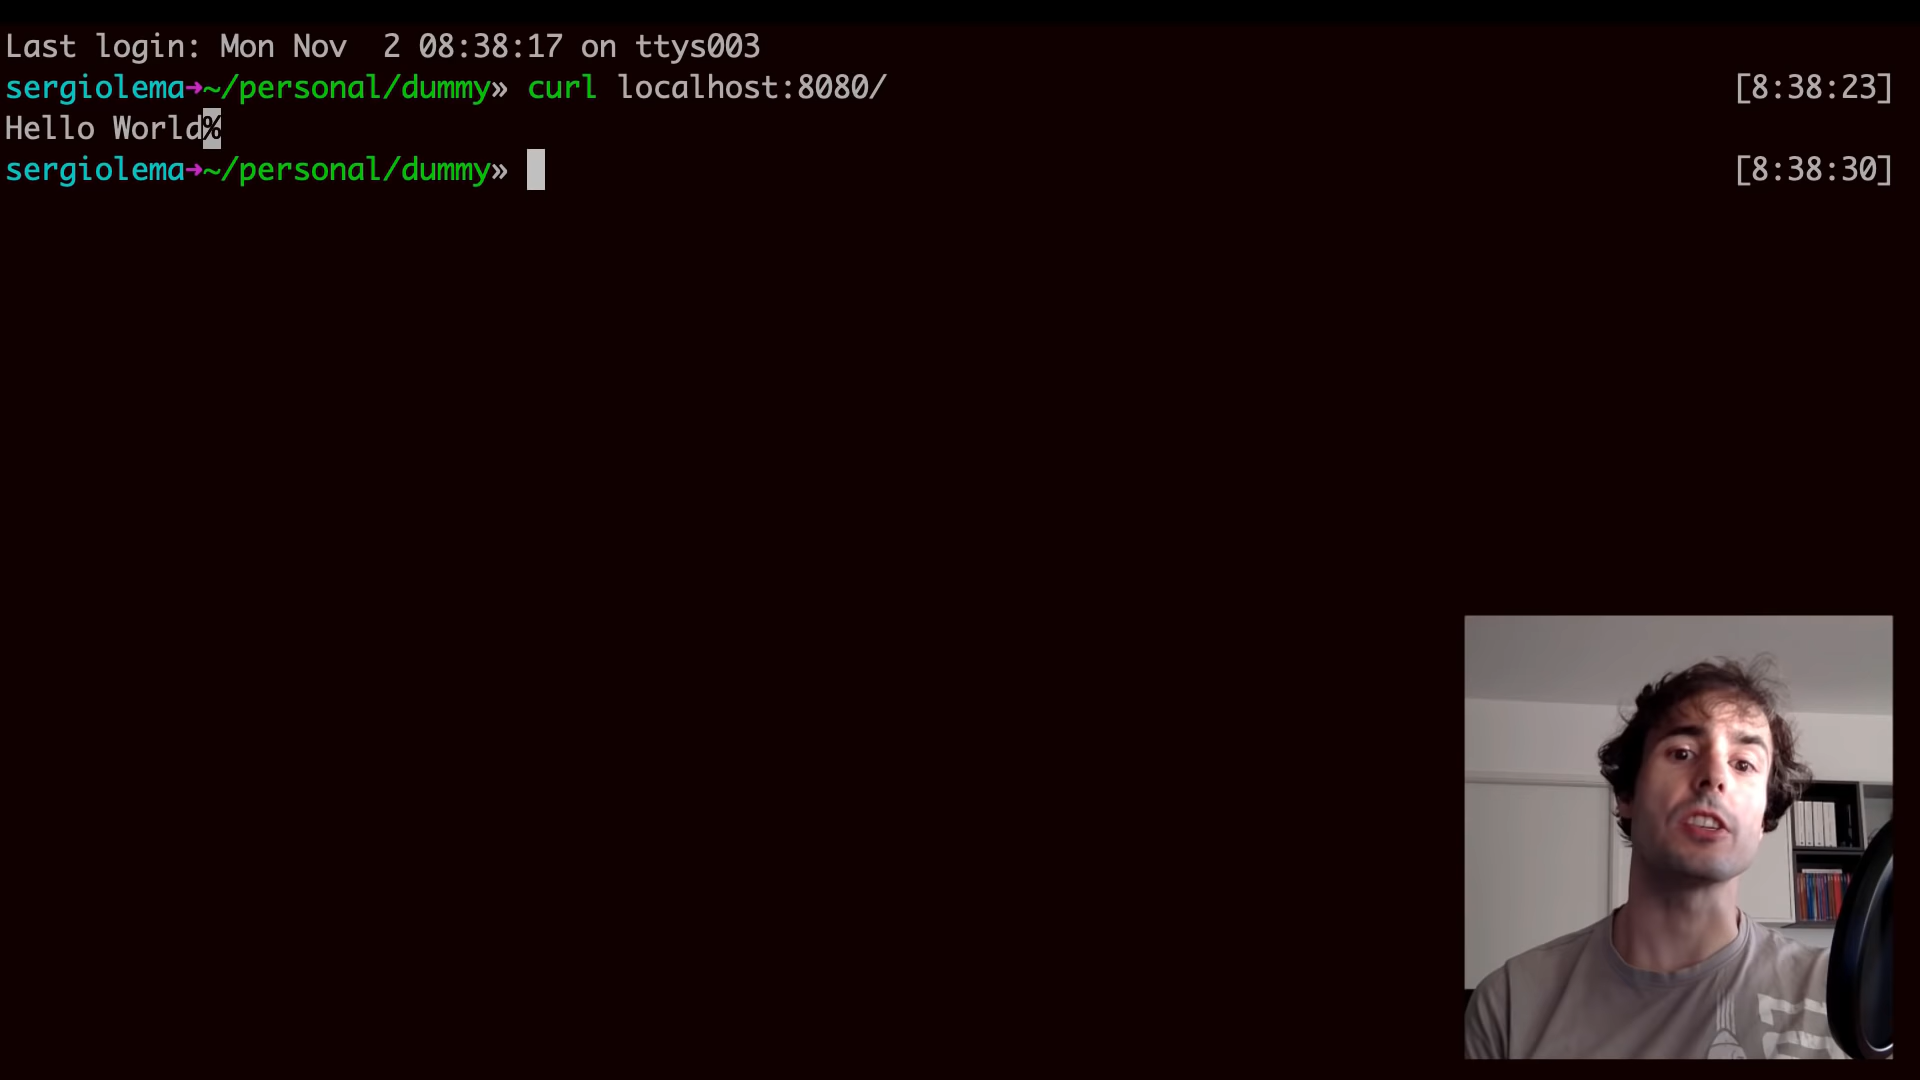 Last login: Mon Nov  2 08:38:17 on ttys003
sergiolema➜~/personal/dummy» curl localhost:8080/ [8:38:23]
Hello World%
sergiolema➜~/personal/dummy» [8:38:30]